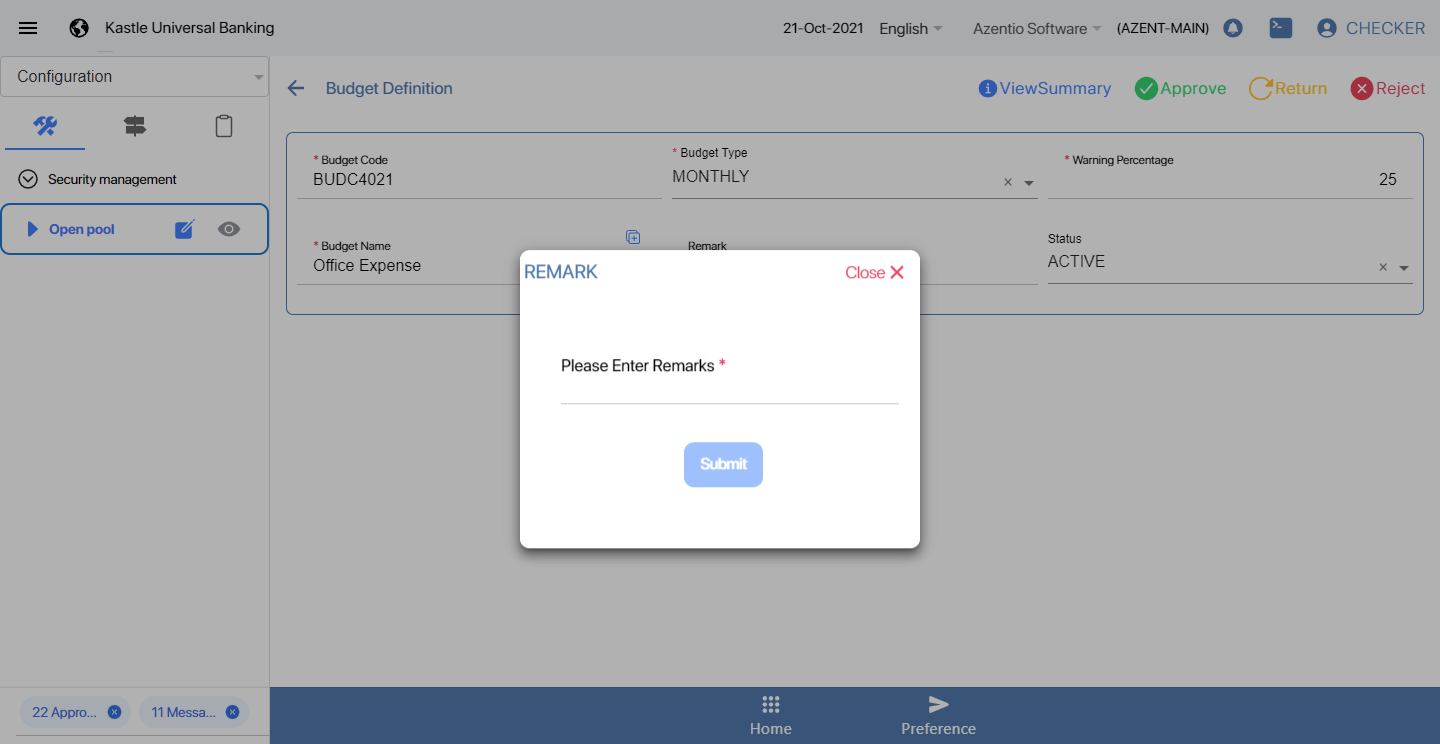 Kastle Universal Banking
21-Oct-2021 English Azentio Software (AZENT-MAIN) CHECKER
Configuration
Budget Definition
ViewSummary Approve Return Reject
Security management
Open pool
* Budget Code
BUDC4021
* Budget Type
MONTHLY
* Warning Percentage
25
* Budget Name
Office Expense
Remark
Status
ACTIVE
REMARK
Close
Please Enter Remarks *
Submit
22 Appro...
11 Messa...
Home
Preference